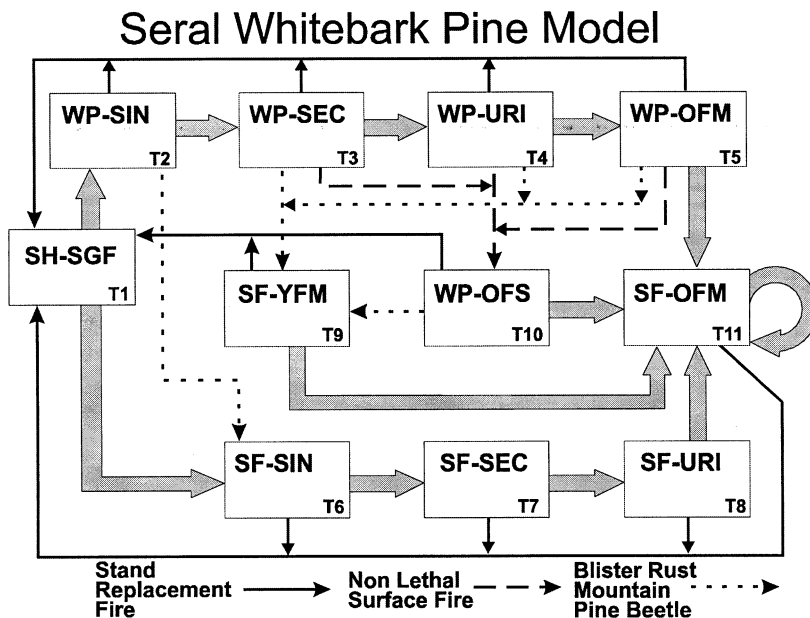 Seral Whitebark Pine Model
WP-SIN
T2
WP-SEC
T3
WP-URI
T4
WP-OFM
T5
SH-SGF
T1
SF-YFM
T9
WP-OFS
T10
SF-OFM
T11
SF-SIN
T6
SF-SEC
T7
SF-URI
T8
Stand
Replacement
Fire
Non Lethal
Surface Fire
Blister Rust
Mountain
Pine Beetle